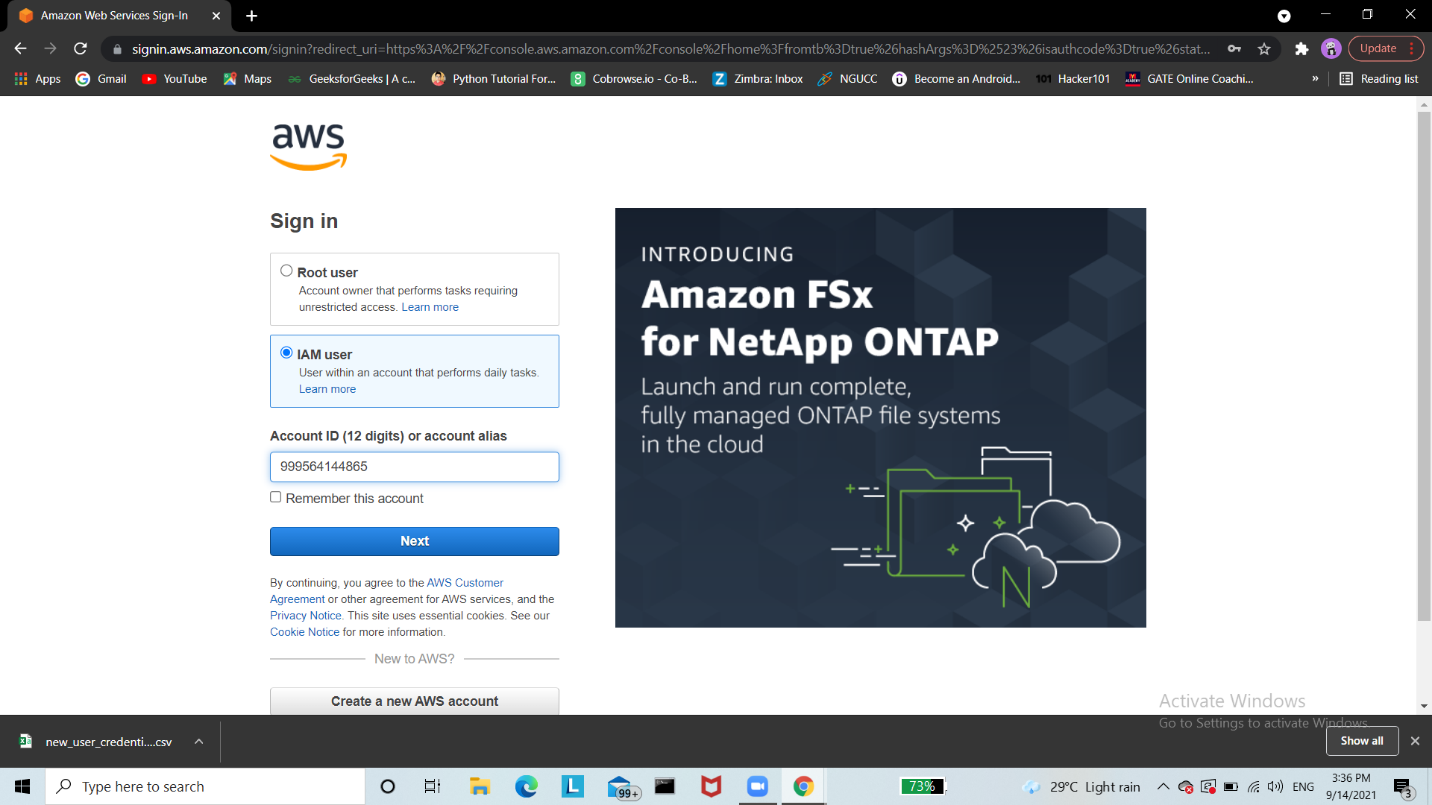 Amazon Web Services Sign-In
signin.aws.amazon.com/signin?redirect_uri=https%3A%2F%2Fconsole.aws.amazon.com%2Fconsole%2Fhome%3Ffromtb%3Dtrue%26hashArgs%3D%2523%26isauthcode%3Dtrue%26stat...
Update
Apps
Gmail
YouTube
Maps
GeeksforGeeks | A c...
Python Tutorial For...
Cobrowse.io - Co-B...
Zimbra: Inbox
NGUCC
Become an Android...
101 Hacker101
GATE Online Coachi...
»
Reading list
aws
Sign in
Root user
Account owner that performs tasks requiring
unrestricted access. Learn more
IAM user
User within an account that performs daily tasks.
Learn more
Account ID (12 digits) or account alias
999564144865
Remember this account
Next
By continuing, you agree to the AWS Customer
Agreement or other agreement for AWS services, and the
Privacy Notice. This site uses essential cookies. See our
Cookie Notice for more information.
New to AWS?
Create a new AWS account
INTRODUCING
Amazon FSx
for NetApp ONTAP
Launch and run complete,
fully managed ONTAP file systems
in the cloud
N
Activate Windows
Go to Settings to activate Windows.
new_user_credenti....csv
Show all
Type here to search
99+
73%
29°C Light rain
ENG
3:36 PM
9/14/2021
3